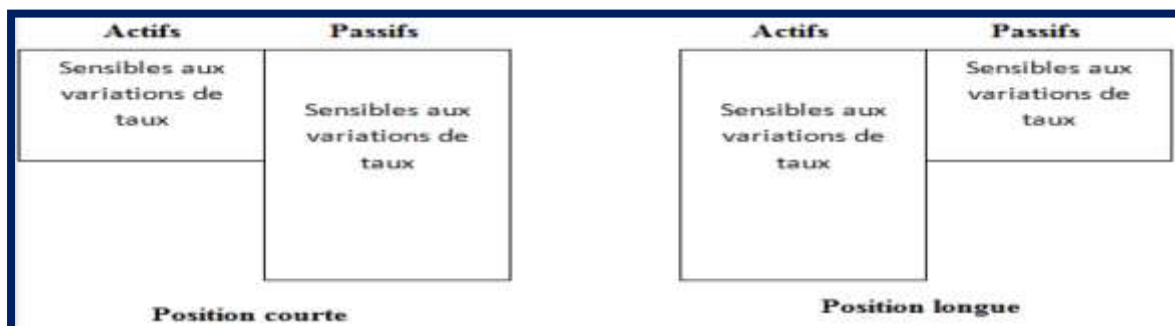 Actifs Passifs Actifs Passifs
Sensibles aux
variations de
taux
Sensibles aux
variations de
taux
Sensibles aux
variations de
taux
Sensibles aux
variations de
taux
Position courte
Position longue